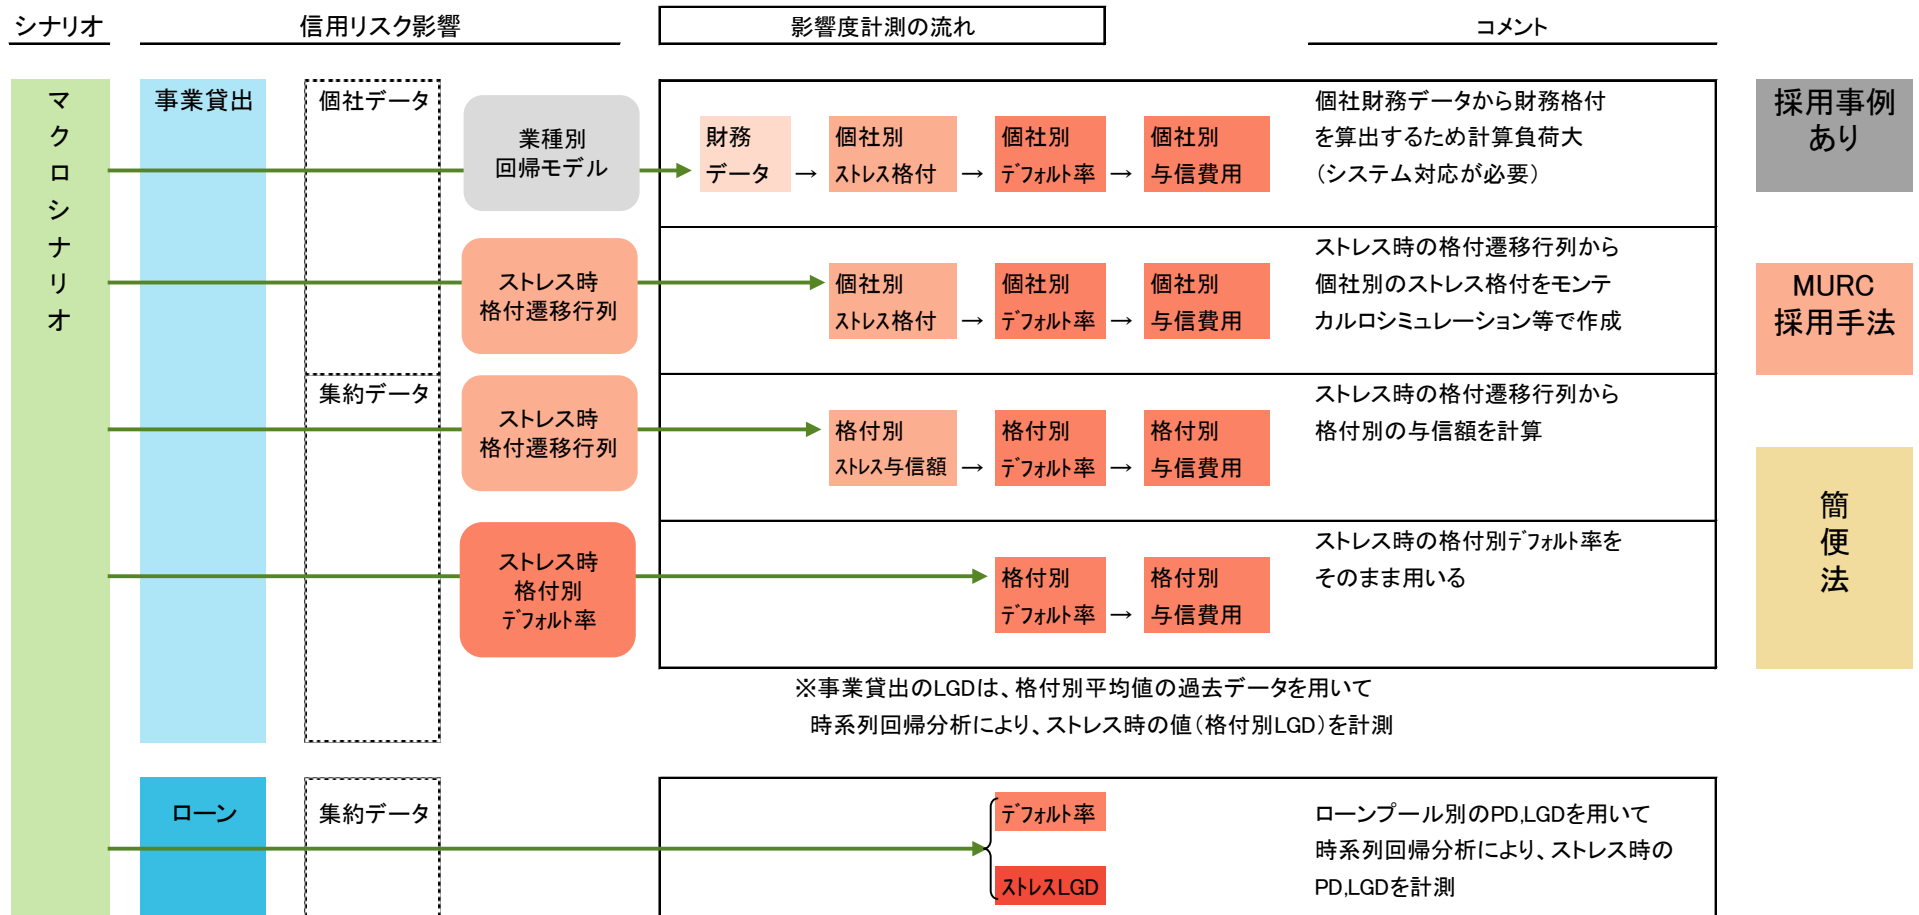 シナリオ
信用リスク影響
影響度計測の流れ
コメント
マクロシナリオ
事業貸出
個社データ
業種別
回帰モデル
財務
データ
→
個社別
ストレス格付
→
個社別
デフォルト率
→
個社別
与信費用
個社財務データから財務格付
を算出するため計算負荷大
（システム対応が必要）
採用事例
あり
ストレス時
格付遷移行列
個社別
ストレス格付
→
個社別
デフォルト率
→
個社別
与信費用
ストレス時の格付遷移行列から
個社別のストレス格付をモンテ
カルロシミュレーション等で作成
MURC
採用手法
集約データ
ストレス時
格付遷移行列
格付別
ストレス与信額
→
格付別
デフォルト率
→
格付別
与信費用
ストレス時の格付遷移行列から
格付別の与信額を計算
簡便法
ストレス時
格付別
デフォルト率
格付別
デフォルト率
→
格付別
与信費用
ストレス時の格付別デフォルト率を
そのまま用いる
※事業貸出のLGDは、格付別平均値の過去データを用いて
時系列回帰分析により、ストレス時の値（格付別LGD）を計測
ローン
集約データ
デフォルト率
ストレスLGD
ローンプール別のPD,LGDを用いて
時系列回帰分析により、ストレス時の
PD,LGDを計測